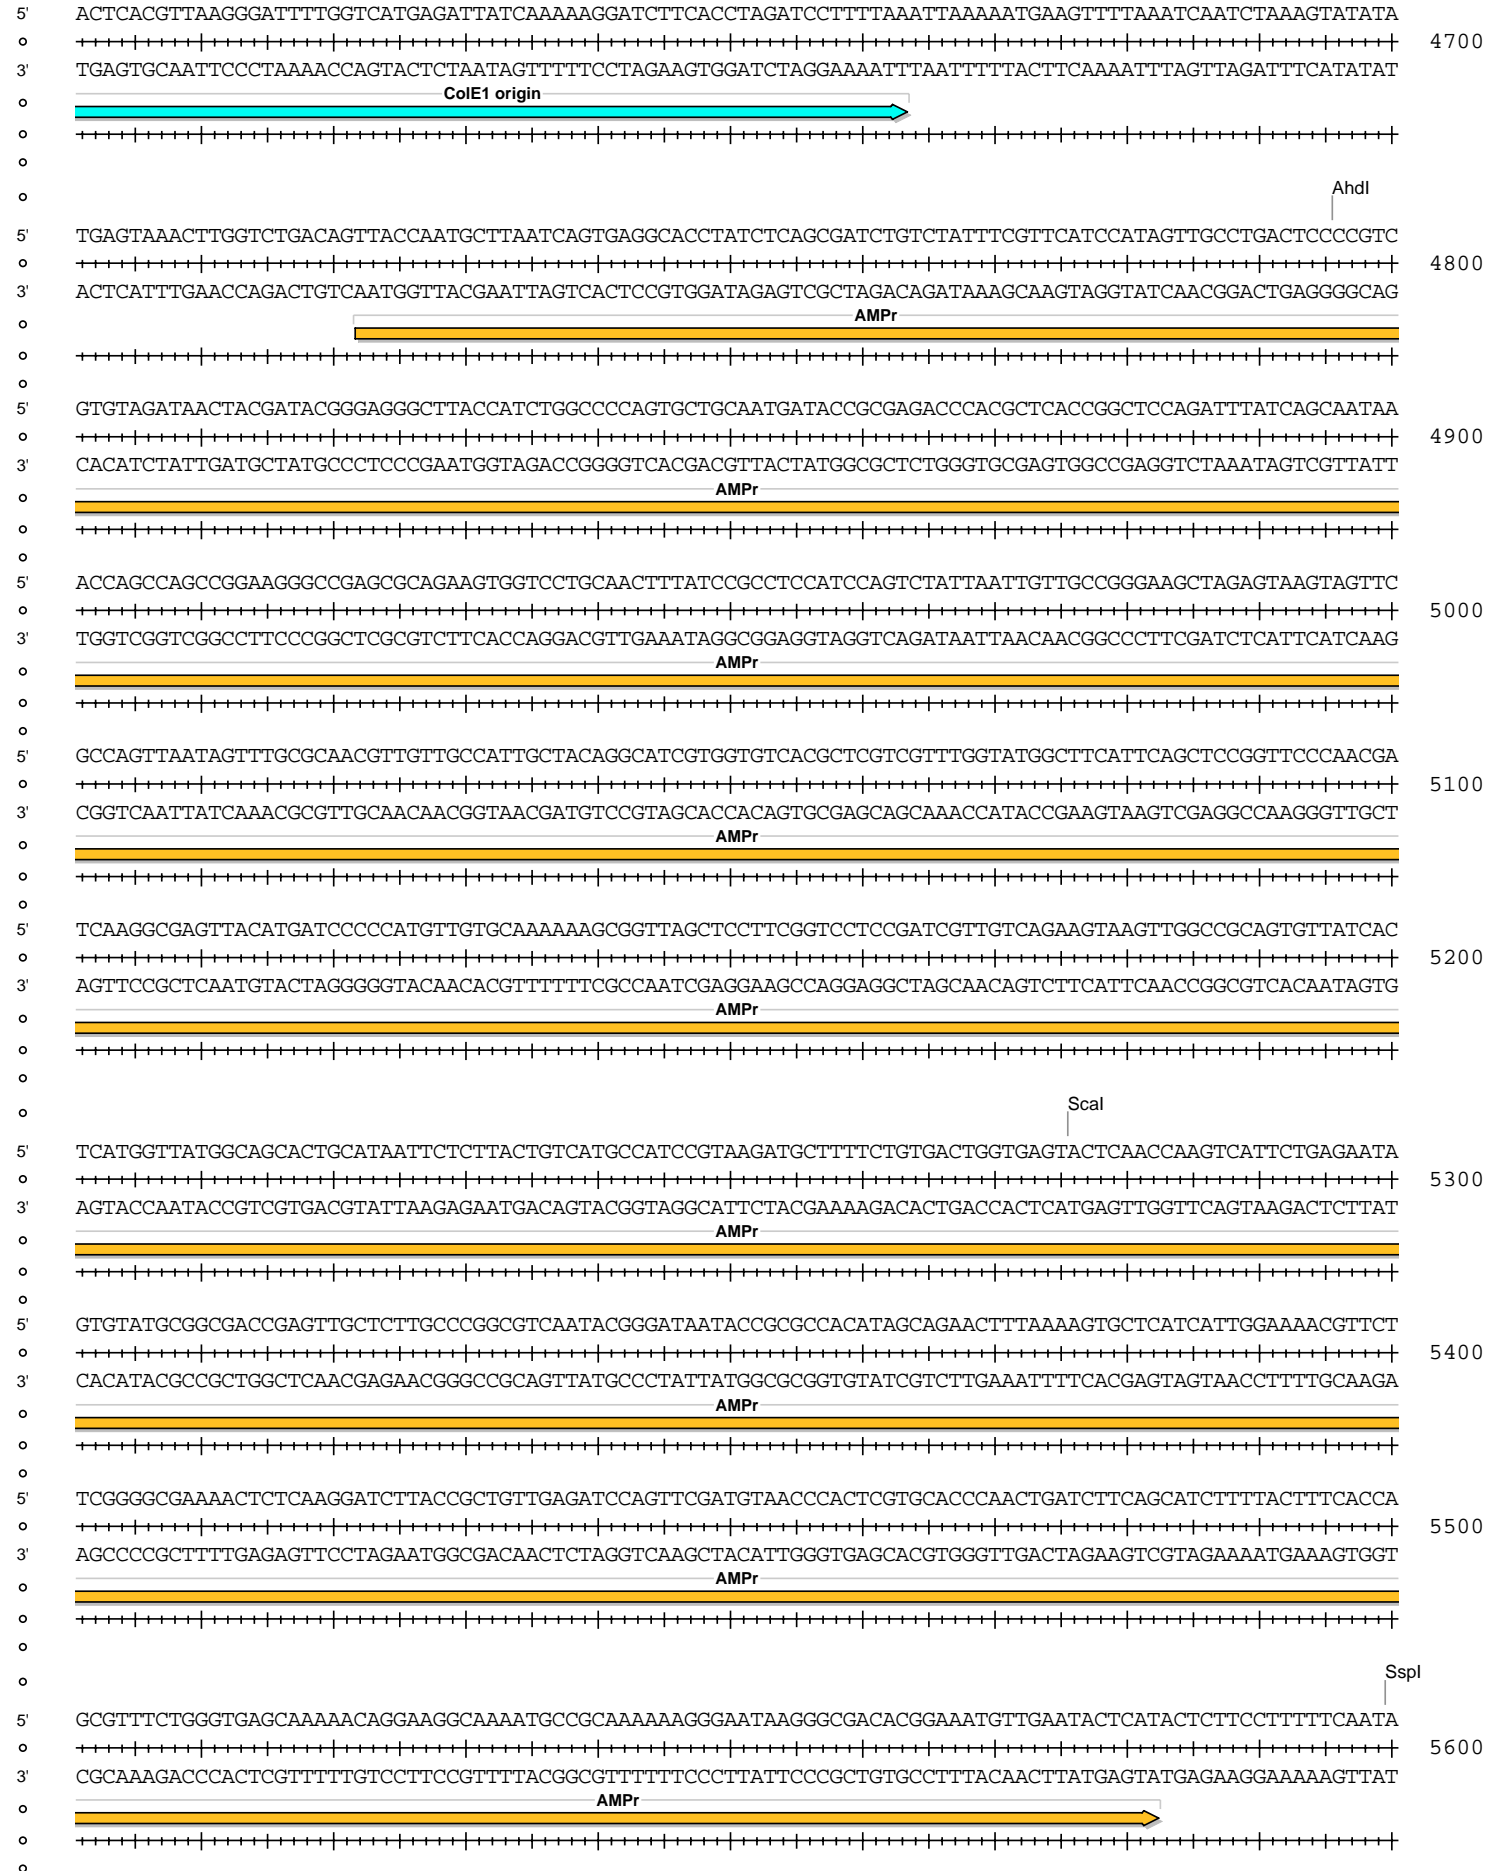 5' ACTCACGTTAAGGGATTTTGGTCATGAGATTATCAAAAAGGATCTTCACCTAGATCCTTTTAAATTAAAAATGAAGTTTTAAATCAATCTAAAGTATATA
4700
3' TGAGTGCAATTCCCTAAAACCAGTACTCTAATAGTTTTTCCTAGAAGTGGATCTAGGAAAATTTAATTTTTACTTCAAAATTTAGTTAGATTTCATATAT
ColE1 origin
AhdI
5' TGAGTAAACTTGGTCTGACAGTTACCAATGCTTAATCAGTGAGGCACCTATCTCAGCGATCTGTCTATTTCGTTCATCCATAGTTGCCTGACTCCCCGTC
4800
3' ACTCATTTGAACCAGACTGTCAATGGTTACGAATTAGTCACTCCGTGGATAGAGTCGCTAGACAGATAAAGCAAGTAGGTATCAACGGACTGAGGGGCAG
AMPr
5' GTGTAGATAACTACGATACGGGAGGGCTTACCATCTGGCCCCAGTGCTGCAATGATACCGCGAGACCCACGCTCACCGGCTCCAGATTTATCAGCAATAA
4900
3' CACATCTATTGATGCTATGCCCTCCCGAATGGTAGACCGGGGTCACGACGTTACTATGGCGCTCTGGGTGCGAGTGGCCGAGGTCTAAATAGTCGTTATT
AMPr
5' ACCAGCCAGCCGGAAGGGCCGAGCGCAGAAGTGGTCCTGCAACTTTATCCGCCTCCATCCAGTCTATTAATTGTTGCCGGGAAGCTAGAGTAAGTAGTTC
5000
3' TGGTCGGTCGGCCTTCCCGGCTCGCGTCTTCACCAGGACGTTGAAATAGGCGGAGGTAGGTCAGATAATTAACAACGGCCCTTCGATCTCATTCATCAAG
AMPr
5' GCCAGTTAATAGTTTGCGCAACGTTGTTGCCATTGCTACAGGCATCGTGGTGTCACGCTCGTCGTTTGGTATGGCTTCATTCAGCTCCGGTTCCCAACGA
5100
3' CGGTCAATTATCAAACGCGTTGCAACAACGGTAACGATGTCCGTAGCACCACAGTGCGAGCAGCAAACCATACCGAAGTAAGTCGAGGCCAAGGGTTGCT
AMPr
5' TCAAGGCGAGTTACATGATCCCCCATGTTGTGCAAAAAAGCGGTTAGCTCCTTCGGTCCTCCGATCGTTGTCAGAAGTAAGTTGGCCGCAGTGTTATCAC
5200
3' AGTTCCGCTCAATGTACTAGGGGGTACAACACGTTTTTTCGCCAATCGAGGAAGCCAGGAGGCTAGCAACAGTCTTCATTCAACCGGCGTCACAATAGTG
AMPr
ScaI
5' TCATGGTTATGGCAGCACTGCATAATTCTCTTACTGTCATGCCATCCGTAAGATGCTTTTCTGTGACTGGTGAGTACTCAACCAAGTCATTCTGAGAATA
5300
3' AGTACCAATACCGTCGTGACGTATTAAGAGAATGACAGTACGGTAGGCATTCTACGAAAAGACACTGACCACTCATGAGTTGGTTCAGTAAGACTCTTAT
AMPr
5' GTGTATGCGGCGACCGAGTTGCTCTTGCCCGGCGTCAATACGGGATAATACCGCGCCACATAGCAGAACTTTAAAAGTGCTCATCATTGGAAAACGTTCT
5400
3' CACATACGCCGCTGGCTCAACGAGAACGGGCCGCAGTTATGCCCTATTATGGCGCGGTGTATCGTCTTGAAATTTTCACGAGTAGTAACCTTTTGCAAGA
AMPr
5' TCGGGGCGAAAACTCTCAAGGATCTTACCGCTGTTGAGATCCAGTTCGATGTAACCCACTCGTGCACCCAACTGATCTTCAGCATCTTTTACTTTCACCA
5500
3' AGCCCCGCTTTTGAGAGTTCCTAGAATGGCGACAACTCTAGGTCAAGCTACATTGGGTGAGCACGTGGGTTGACTAGAAGTCGTAGAAAATGAAAGTGGT
AMPr
SspI
5' GCGTTTCTGGGTGAGCAAAAACAGGAAGGCAAAATGCCGCAAAAAAGGGAATAAGGGCGACACGGAAATGTTGAATACTCATACTCTTCCTTTTTCAATA
5600
3' CGCAAAGACCCACTCGTTTTTGTCCTTCCGTTTTACGGCGTTTTTTCCCTTATTCCCGCTGTGCCTTTACAACTTATGAGTATGAGAAGGAAAAAGTTAT
AMPr